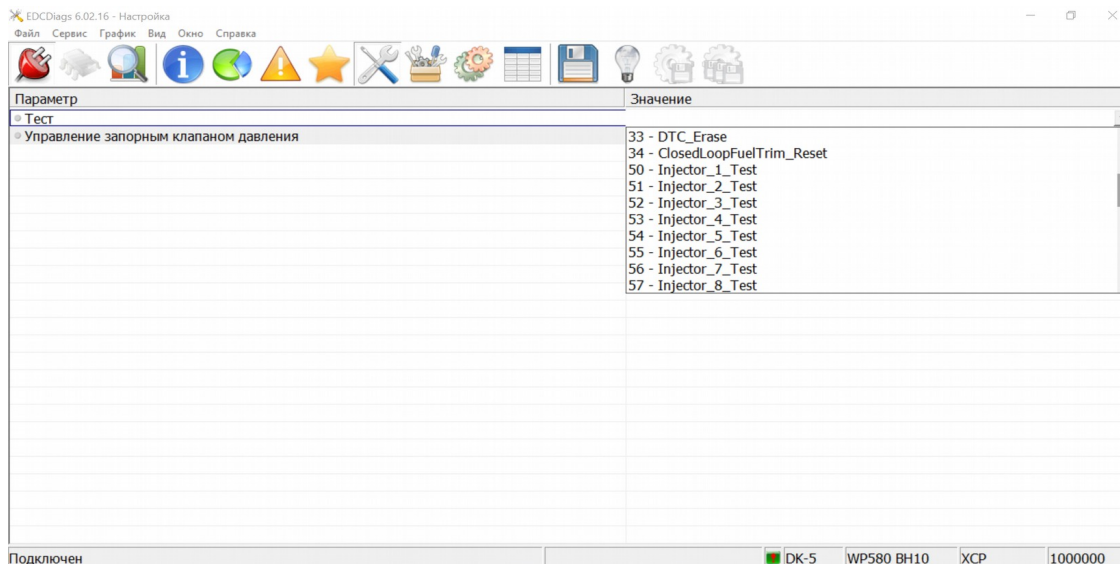 EDCDiags 6.02.16 - Настройка
Файл Сервис График Вид Окно Справка
Параметр Значение
Тест
Управление запорным клапаном давления
33 - DTC_Erase
34 - ClosedLoopFuelTrim_Reset
50 - Injector_1_Test
51 - Injector_2_Test
52 - Injector_3_Test
53 - Injector_4_Test
54 - Injector_5_Test
55 - Injector_6_Test
56 - Injector_7_Test
57 - Injector_8_Test
Подключен DK-5 WP580 BH10 XCP 1000000